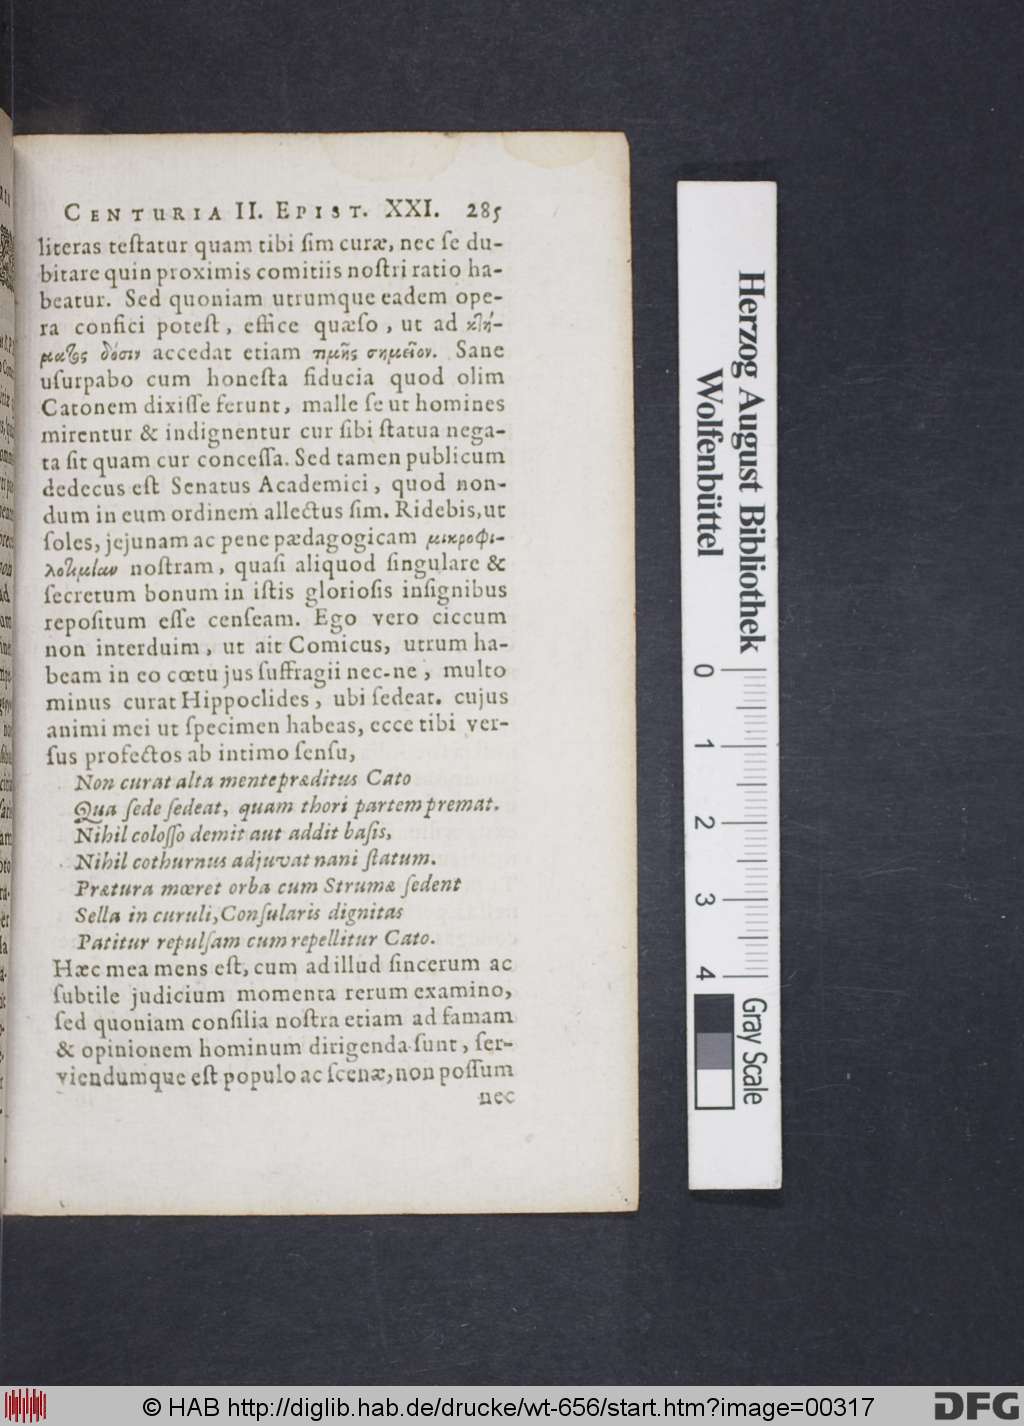 CENTURIA II. EPIST. XXI. 285
literas teſtatur quam tibi ſim curæ, nec ſe du-
bitare quin proximis comitiis noſtri ratio ha-
beatur. Sed quoniam utrumque eadem ope-
ra confici poteſt, effice quæſo, ut ad κτή-
ματος δόσιν accedat etiam τιμῆς σημεῖον. Sane
uſurpabo cum honeſta fiducia quod olim
Catonem dixiſſe ferunt, malle ſe ut homines
mirentur & indignentur cur ſibi ſtatua nega-
ta ſit quam cur conceſſa. Sed tamen publicum
dedecus eſt Senatus Academici, quod non-
dum in eum ordinem allectus ſim. Ridebis, ut
ſoles, jejunam ac pene pædagogicam μικροφι-
λοτιμίαν noſtram, quaſi aliquod ſingulare &
ſecretum bonum in iſtis glorioſis inſignibus
repoſitum eſſe cenſeam. Ego vero ciccum
non interduim, ut ait Comicus, utrum ha-
beam in eo cœtu jus ſuffragii nec-ne, multo
minus curat Hippoclides, ubi ſedeat. cujus
animi mei ut ſpecimen habeas, ecce tibi ver-
ſus profectos ab intimo ſenſu,
Non curat alta mente præditus Cato
Qua ſede ſedeat, quam thori partem premat.
Nihil coloſſo demit aut addit baſis,
Nihil cothurnus adjuvat nani ſtatum.
Prætura mœret orba cum Strumæ ſedent
Sella in curuli, Conſularis dignitas
Patitur repulſam cum repellitur Cato.
Hæc mea mens eſt, cum ad illud ſincerum ac
ſubtile judicium momenta rerum examino,
ſed quoniam conſilia noſtra etiam ad famam
& opinionem hominum dirigenda ſunt, ſer-
viendumque eſt populo ac ſcenæ, non poſſum
nec
Herzog August Bibliothek
Wolfenbüttel
0
1
2
3
4
Gray Scale
© HAB http://diglib.hab.de/drucke/wt-656/start.htm?image=00317
DFG